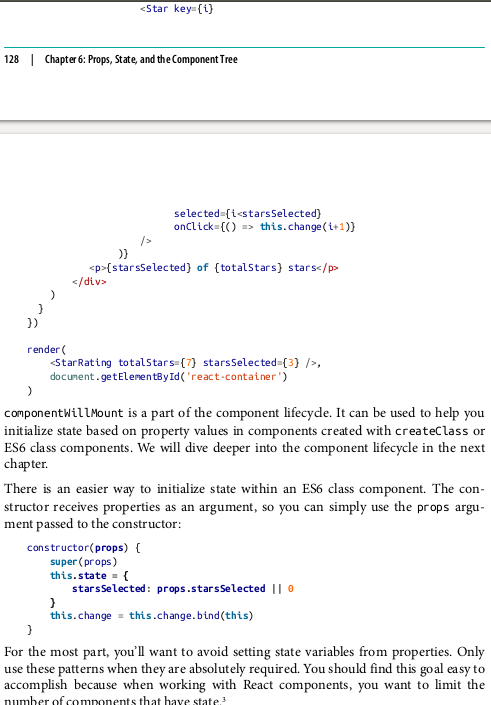 <Star key={i}
128 | Chapter 6: Props, State, and the Component Tree
selected={i<starsSelected}
onClick={() => this.change(i+1)}
/>
)}
<p>{starsSelected} of {totalStars} stars</p>
</div>
)
}
})
render(
<StarRating totalStars={7} starsSelected={3} />,
document.getElementById('react-container')
)
componentWillMount is a part of the component lifecycle. It can be used to help you
initialize state based on property values in components created with createClass or
ES6 class components. We will dive deeper into the component lifecycle in the next
chapter.
There is an easier way to initialize state within an ES6 class component. The con-
structor receives properties as an argument, so you can simply use the props argu-
ment passed to the constructor:
constructor(props) {
super(props)
this.state = {
starsSelected: props.starsSelected || 0
}
this.change = this.change.bind(this)
}
For the most part, you'll want to avoid setting state variables from properties. Only
use these patterns when they are absolutely required. You should find this goal easy to
accomplish because when working with React components, you want to limit the
number of components that have state.³